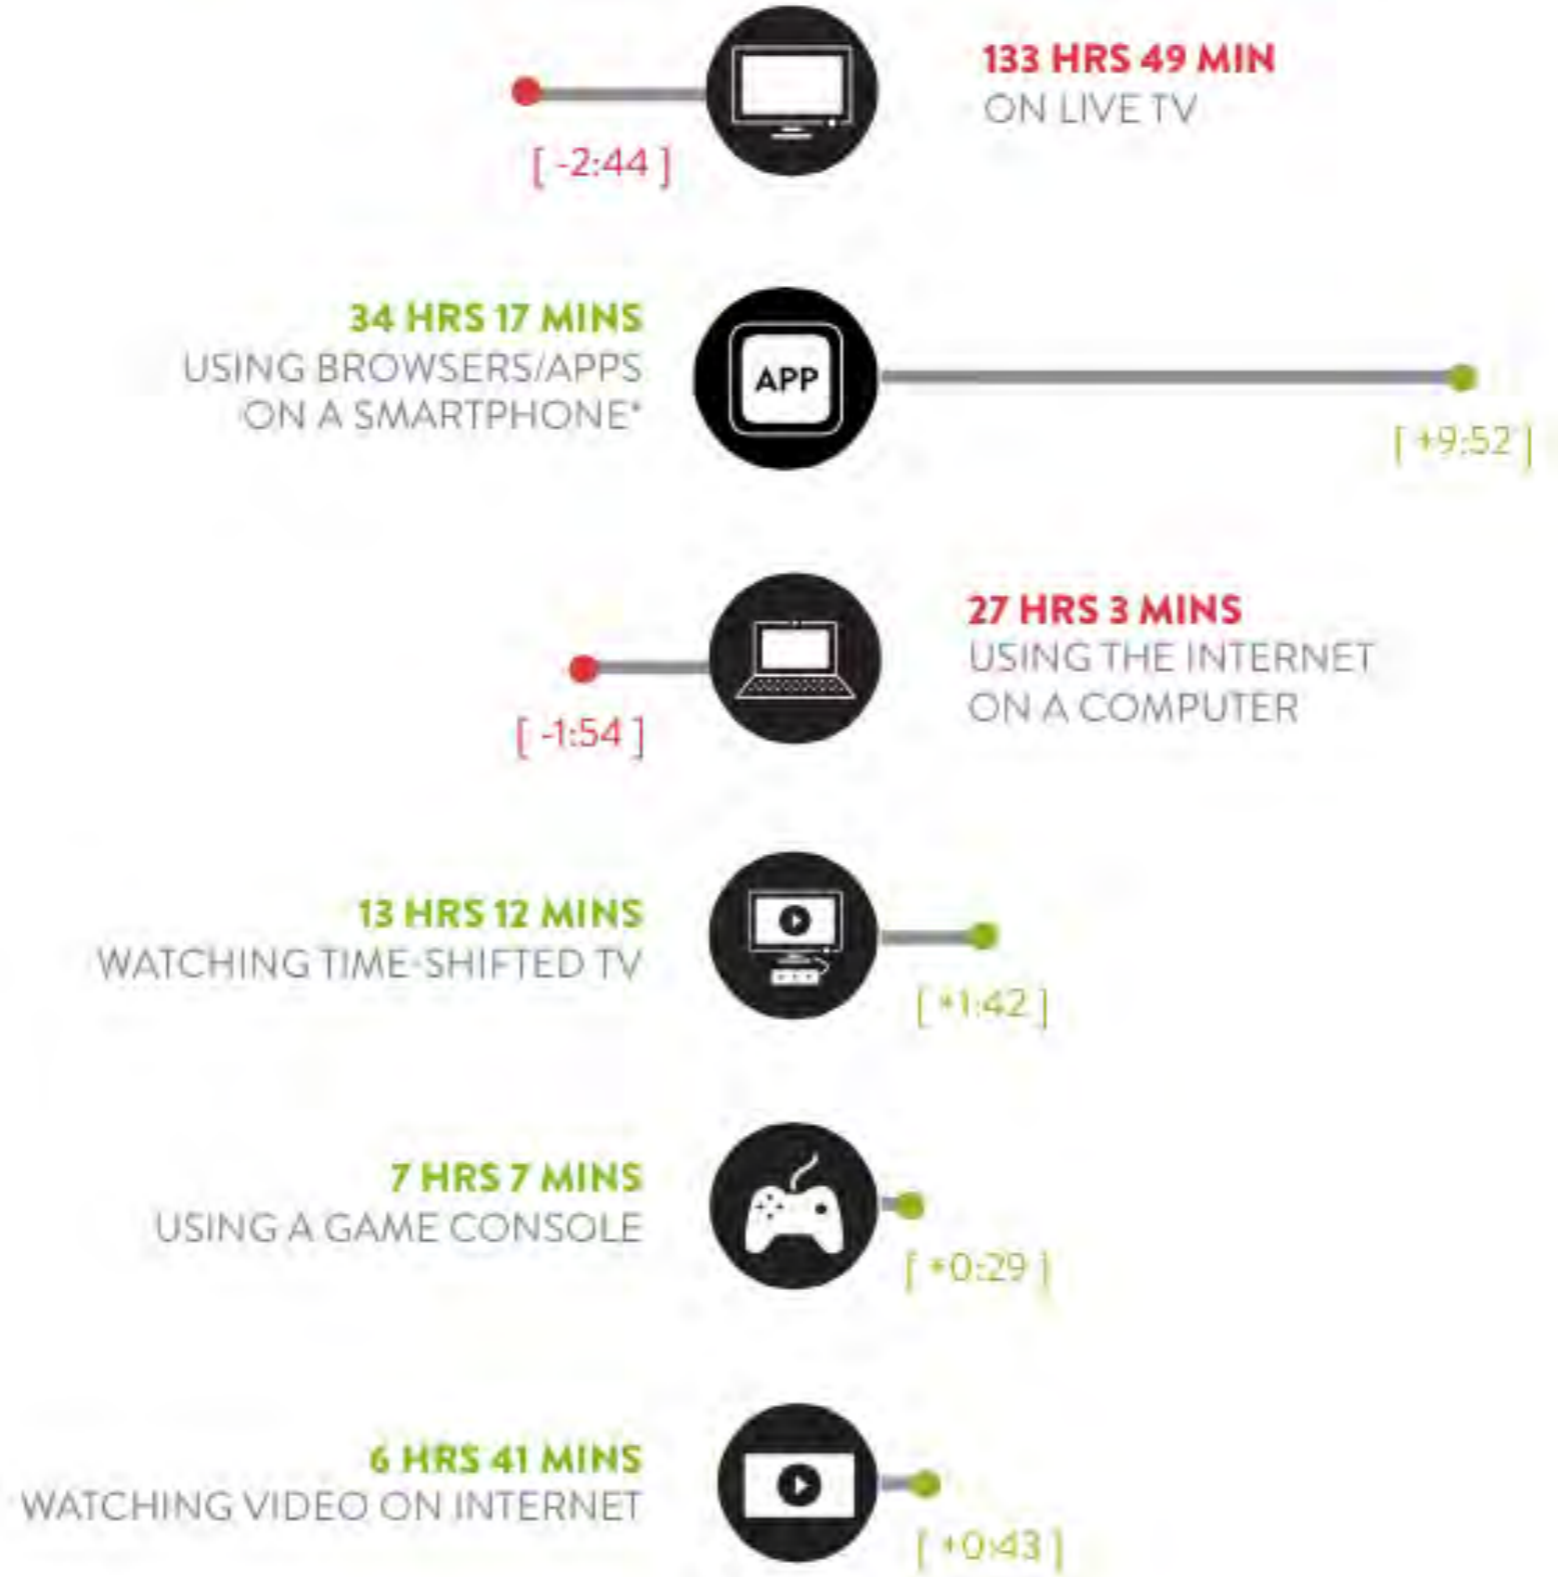 133 HRS 49 MIN
ON LIVE TV
[ -2:44 ]
34 HRS 17 MINS
USING BROWSERS/APPS
ON A SMARTPHONE*
APP
[ +9:52 ]
27 HRS 3 MINS
USING THE INTERNET
ON A COMPUTER
[ -1:54 ]
13 HRS 12 MINS
WATCHING TIME-SHIFTED TV
[ +1:42 ]
7 HRS 7 MINS
USING A GAME CONSOLE
[ +0:29 ]
6 HRS 41 MINS
WATCHING VIDEO ON INTERNET
[ +0:43 ]